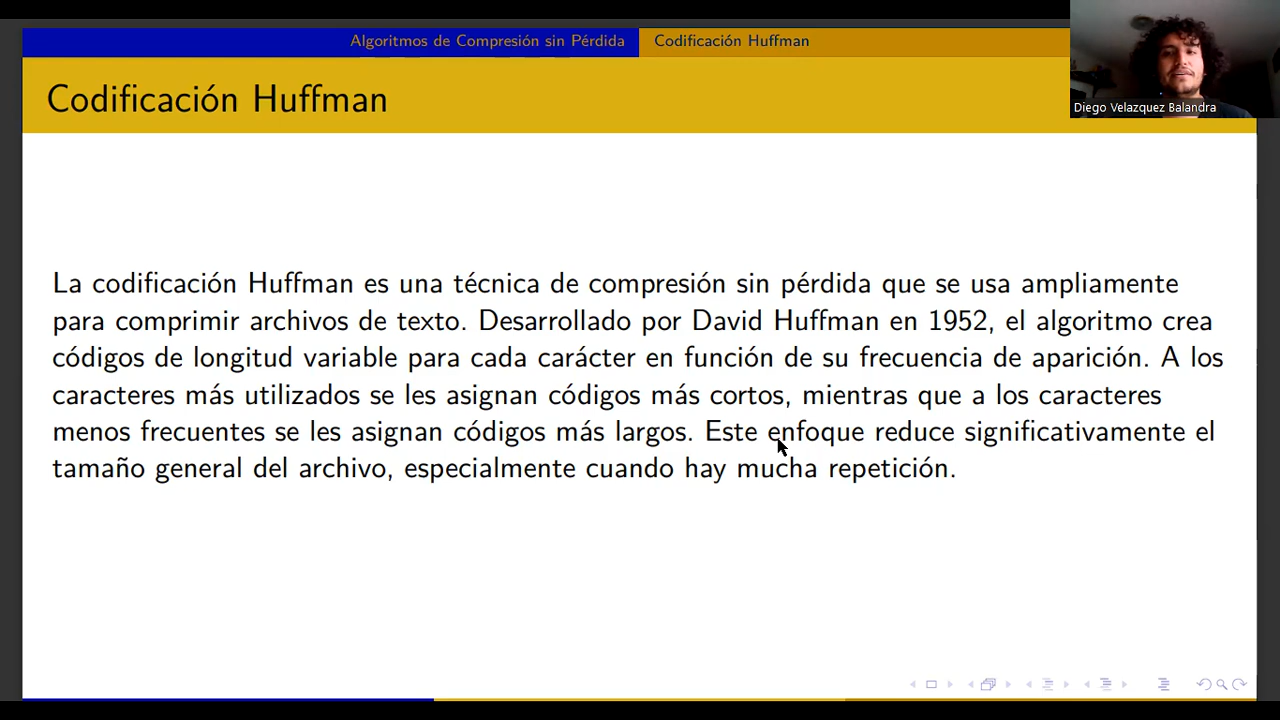 Algoritmos de Compresión sin Pérdida
Codificación Huffman
Codificación Huffman
Diego Velazquez Balandra
La codificación Huffman es una técnica de compresión sin pérdida que se usa ampliamente
para comprimir archivos de texto. Desarrollado por David Huffman en 1952, el algoritmo crea
códigos de longitud variable para cada carácter en función de su frecuencia de aparición. A los
caracteres más utilizados se les asignan códigos más cortos, mientras que a los caracteres
menos frecuentes se les asignan códigos más largos. Este enfoque reduce significativamente el
tamaño general del archivo, especialmente cuando hay mucha repetición.